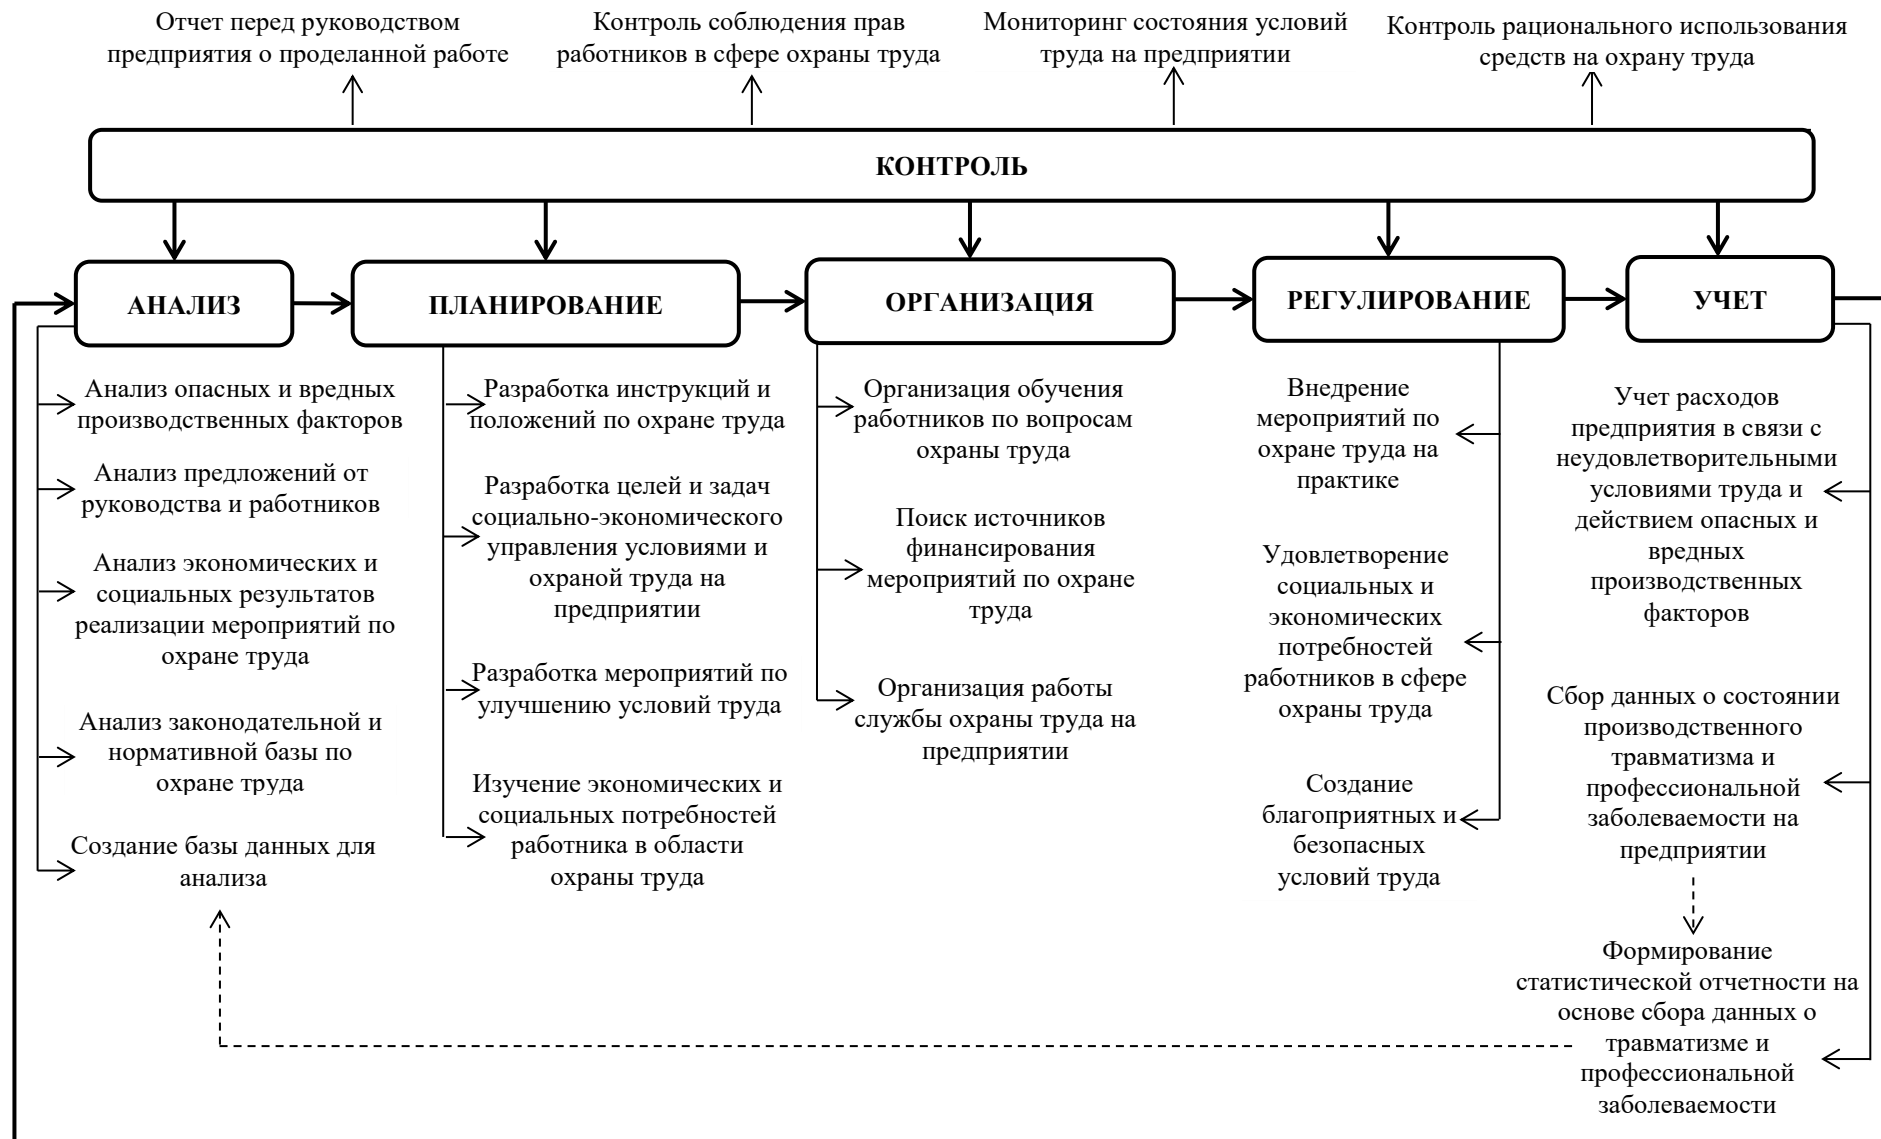 Отчет перед руководством
предприятия о проделанной работе
Контроль соблюдения прав
работников в сфере охраны труда
Мониторинг состояния условий
труда на предприятии
Контроль рационального использования
средств на охрану труда
КОНТРОЛЬ
АНАЛИЗ
ПЛАНИРОВАНИЕ
ОРГАНИЗАЦИЯ
РЕГУЛИРОВАНИЕ
УЧЕТ
Анализ опасных и вредных
производственных факторов
Анализ предложений от
руководства и работников
Анализ экономических и
социальных результатов
реализации мероприятий по
охране труда
Анализ законодательной и
нормативной базы по
охране труда
Создание базы данных для
анализа
Разработка инструкций и
положений по охране труда
Разработка целей и задач
социально-экономического
управления условиями и
охраной труда на
предприятии
Разработка мероприятий по
улучшению условий труда
Изучение экономических и
социальных потребностей
работника в области
охраны труда
Организация обучения
работников по вопросам
охраны труда
Поиск источников
финансирования
мероприятий по охране
труда
Организация работы
службы охраны труда на
предприятии
Внедрение
мероприятий по
охране труда на
практике
Удовлетворение
социальных и
экономических
потребностей
работников в сфере
охраны труда
Создание
благоприятных и
безопасных
условий труда
Учет расходов
предприятия в связи с
неудовлетворительными
условиями труда и
действием опасных и
вредных
производственных
факторов
Сбор данных о состоянии
производственного
травматизма и
профессиональной
заболеваемости на
предприятии
Формирование
статистической отчетности на
основе сбора данных о
травматизме и
профессиональной
заболеваемости